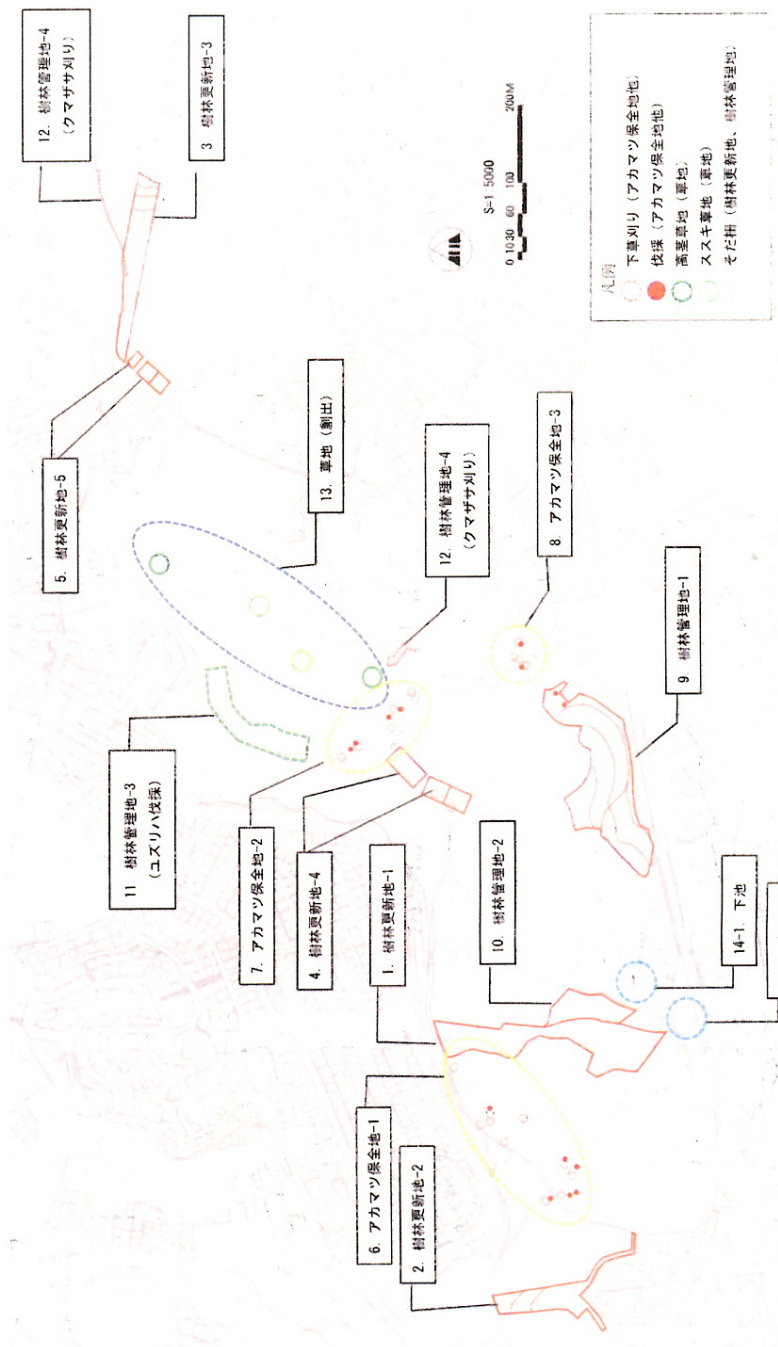 12. 樹林管理地-4
(クマザサ刈り)
3 樹林更新地-3
5. 樹林更新地-5
13. 草地 (創出)
12. 樹林管理地-4
(クマザサ刈り)
8. アカマツ保全地-3
9. 樹林管理地-1
11 樹林管理地-3
(ユズリハ伐採)
7. アカマツ保全地-2
4. 樹林更新地-4
1. 樹林更新地-1
10. 樹林管理地-2
14-1. 下池
6. アカマツ保全地-1
2. 樹林更新地-2
S=1 5000
0 10 30 60 100 200M
凡例
下草刈り (アカマツ保全地他)
伐採 (アカマツ保全地他)
高茎草地 (草地)
ススキ草地 (草地)
そだ柵 (樹林更新地、樹林管理地)